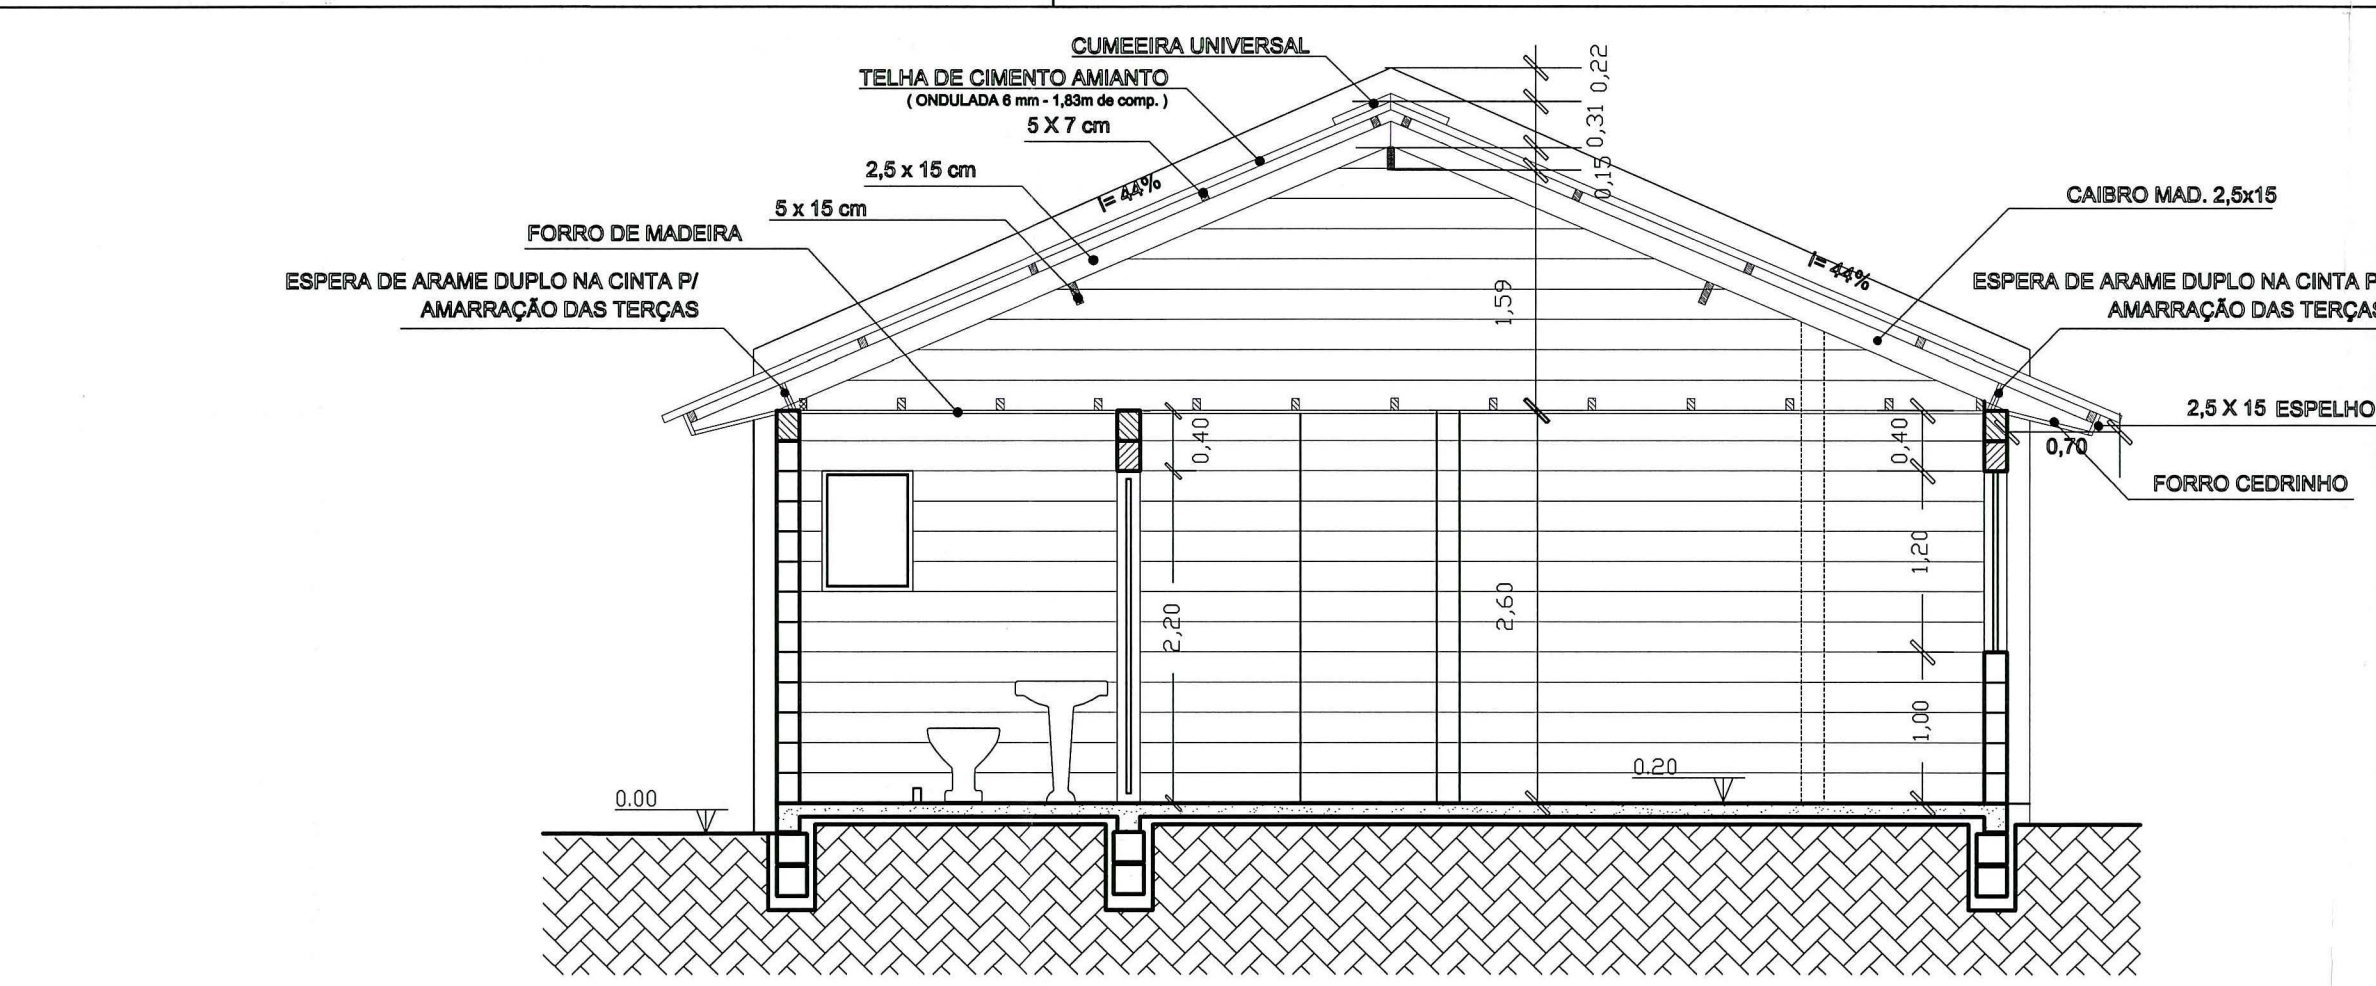 CUMEEIRA UNIVERSAL
TELHA DE CIMENTO AMIANTO
( ONDULADA 6 mm - 1,83m de comp. )
5 X 7 cm
2,5 x 15 cm
5 x 15 cm
FORRO DE MADEIRA
ESPERA DE ARAME DUPLO NA CINTA P/
AMARRAÇÃO DAS TERÇAS
I= 44%
0,22
0,31
0,15
1,59
I= 44%
CAIBRO MAD. 2,5x15
ESPERA DE ARAME DUPLO NA CINTA P
AMARRAÇÃO DAS TERÇAS
2,5 X 15 ESPELHO
0,70
FORRO CEDRINHO
0,40
0,40
2,20
2,60
1,20
1,00
0.20
0.00